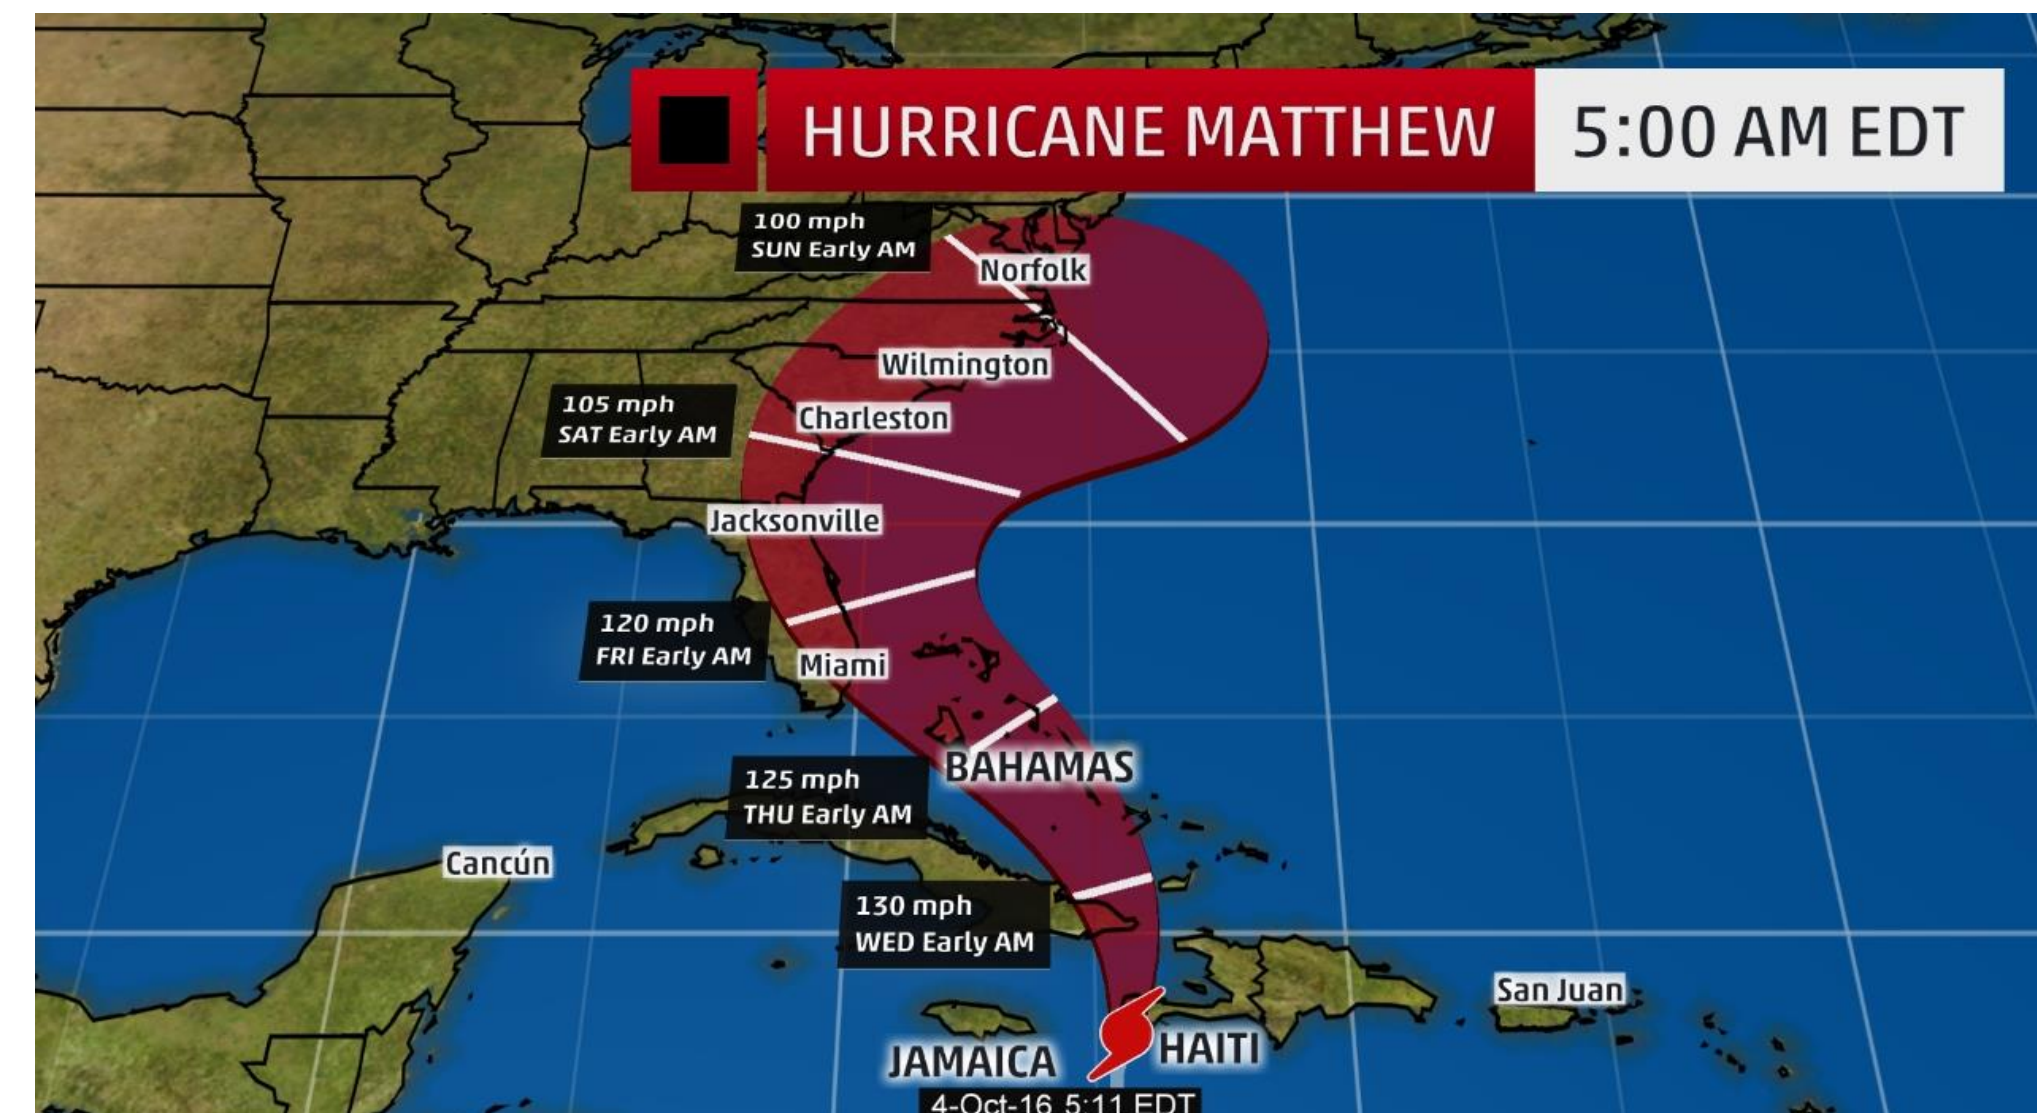 HURRICANE MATTHEW
5:00 AM EDT
100 mph
SUN Early AM
Norfolk
Wilmington
105 mph
SAT Early AM
Charleston
Jacksonville
120 mph
FRI Early AM
Miami
BAHAMAS
125 mph
THU Early AM
Cancún
130 mph
WED Early AM
San Juan
JAMAICA
HAITI
4-Oct-16 5:11 EDT